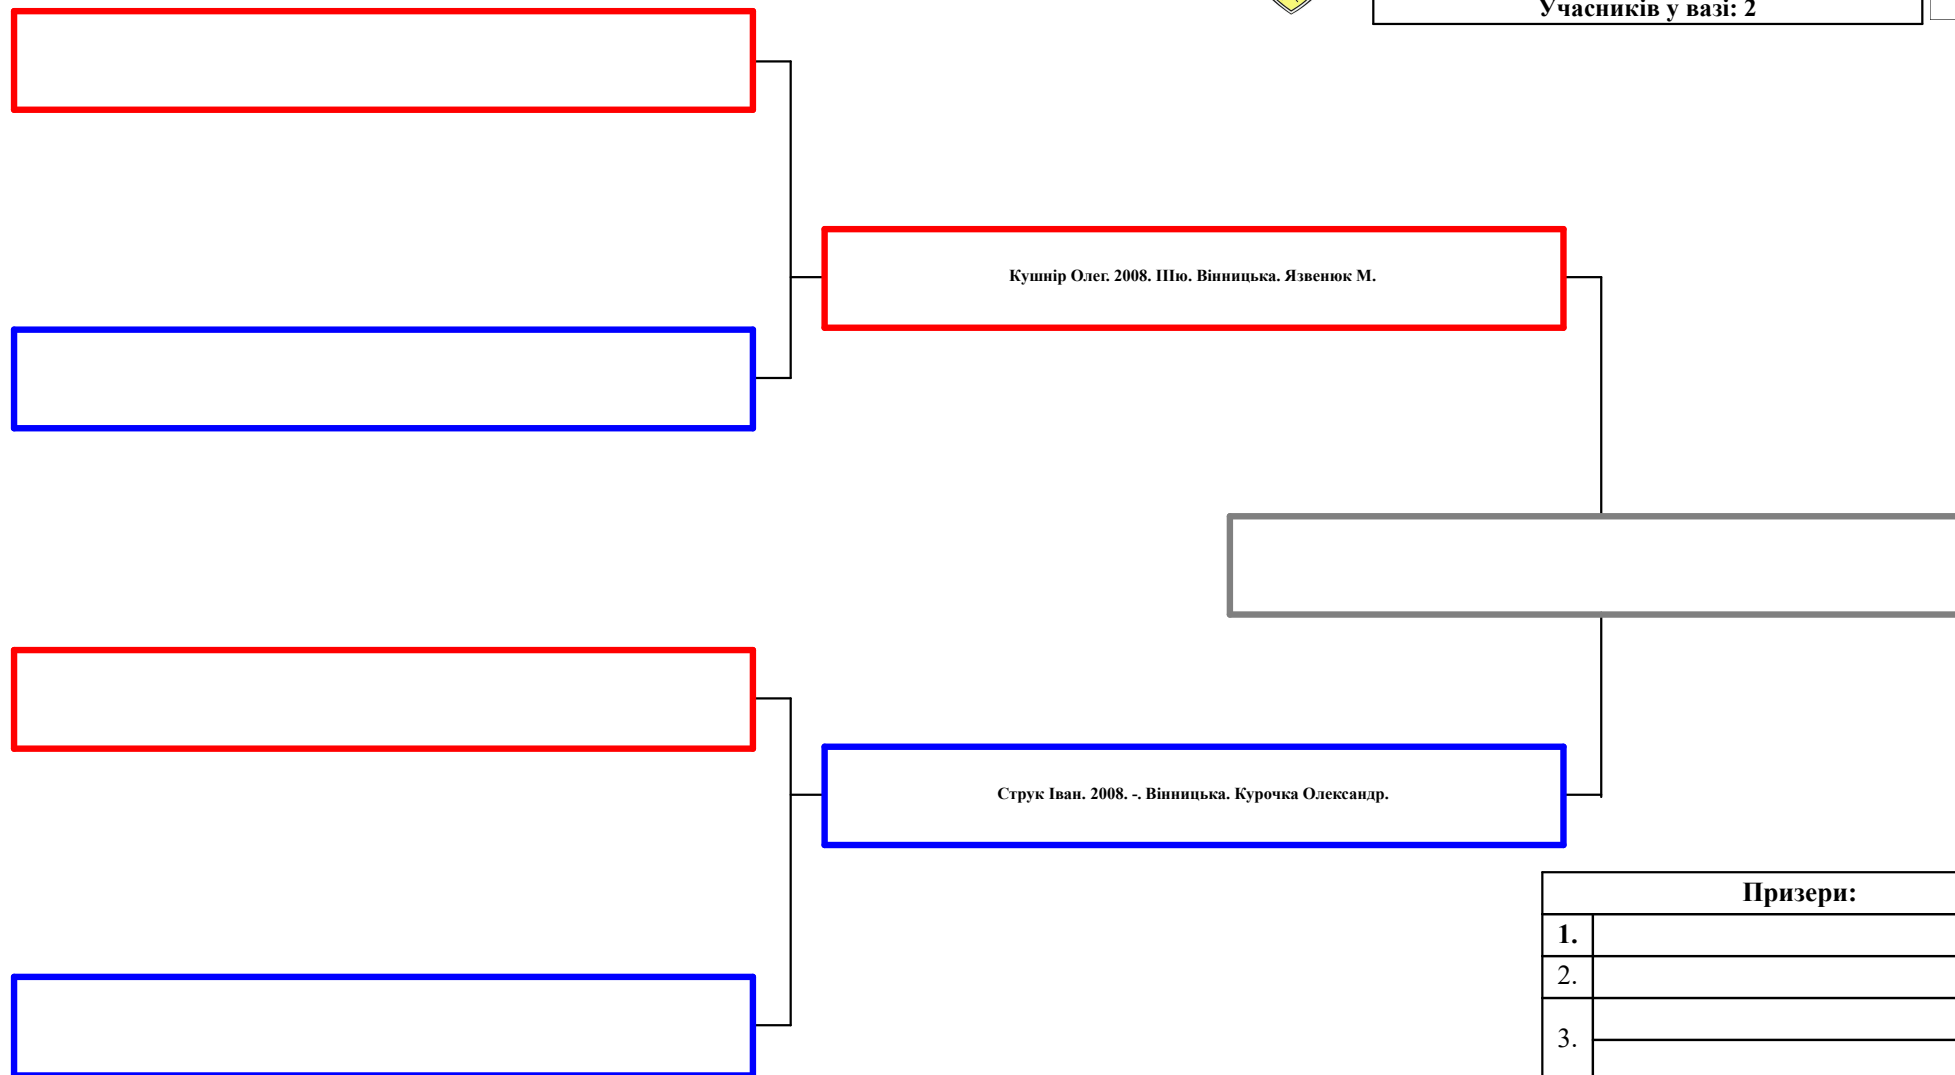 Учасників у вазі: 2
Кушнір Олег. 2008. ІІІю. Вінницька. Язвенюк М.
Струк Іван. 2008. -. Вінницька. Курочка Олександр.
Призери:
1.
2.
3.